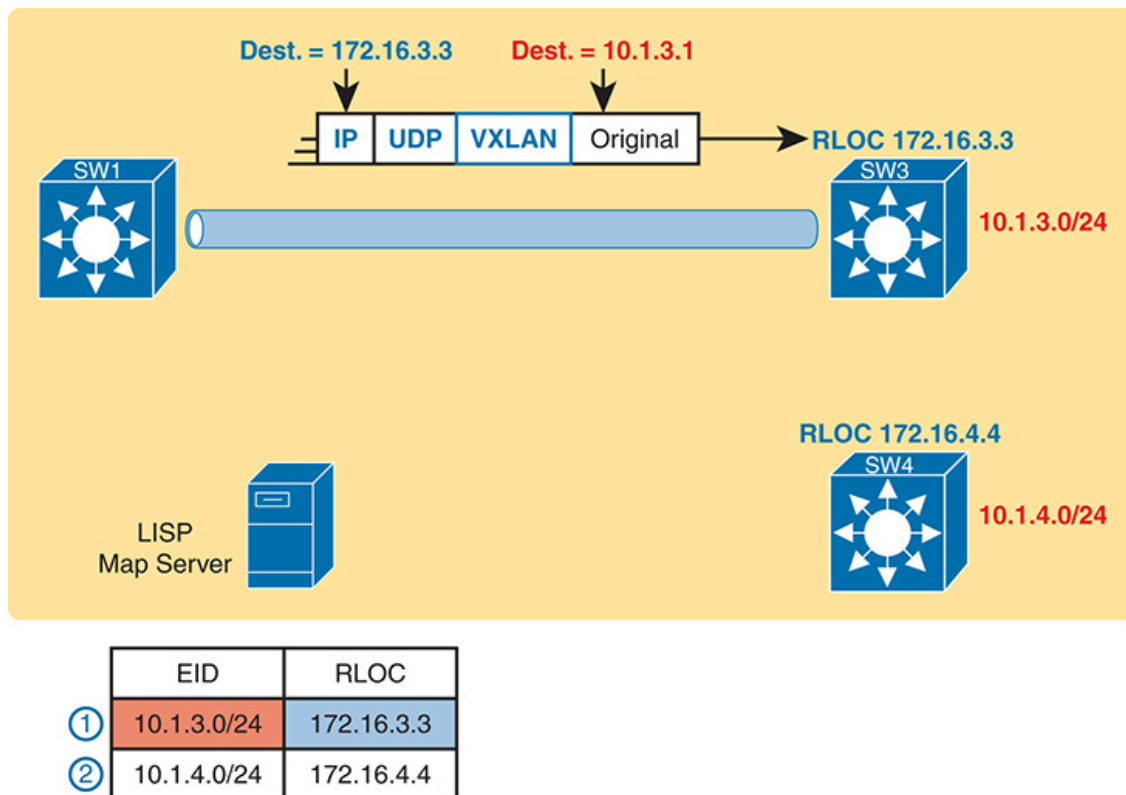 Dest. = 172.16.3.3 Dest. = 10.1.3.1
IP UDP VXLAN Original
RLOC 172.16.3.3
SW1
SW3
10.1.3.0/24
RLOC 172.16.4.4
SW4
10.1.4.0/24
LISP
Map Server
EID RLOC
1 10.1.3.0/24 172.16.3.3
2 10.1.4.0/24 172.16.4.4